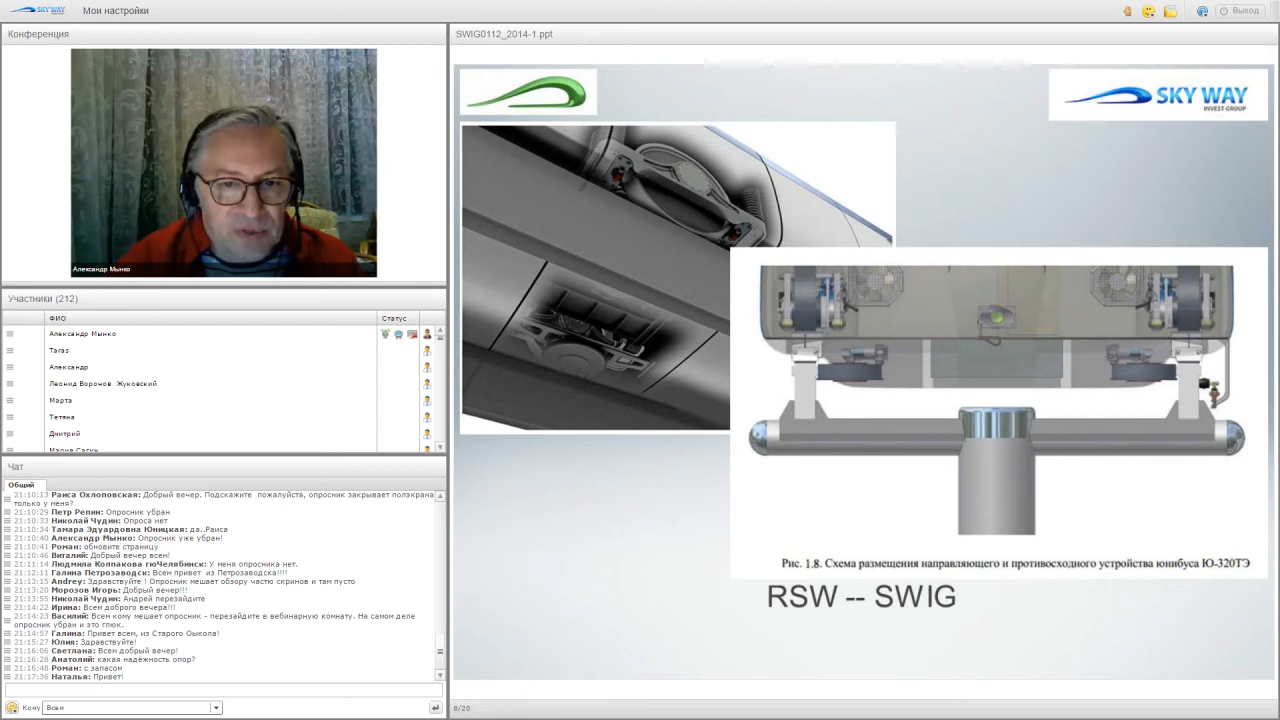 SKY WAY
Мои настройки
Выход
Конференция
Александр Мынко
Участники (212)
ФИО
Статус
Александр Мынко
Taras
Александр
Леонид Воронов Жуковский
Марта
Тетяна
Дмитрий
Мария Сагин
Чат
Общий
21:10:13 Раиса Охлоповская: Добрый вечер. Подскажите пожалуйста, опросник закрывает полэкрана
только у меня?
21:10:29 Петр Репин: Опросник убран
21:10:33 Николай Чудин: Опроса нет
21:10:34 Тамара Эдуардовна Юницкая: да..Раиса
21:10:40 Александр Мынко: Опросник уже убран!
21:10:41 Роман: обновите страницу
21:10:46 Виталий: Добрый вечер всем!
21:11:14 Людмила Колпакова гюЧелябинск: У меня опросника нет.
21:12:11 Галина Петрозаводск: Всем привет из Петрозаводска!!!!
21:13:15 Andrey: Здравствуйте ! Опросник мешает обзору частю скринов и там пусто
21:13:20 Морозов Игорь: Добрый вечер!!!
21:13:55 Николай Чудин: Андрей перезайдите
21:14:22 Ирина: Всем доброго вечера!!!
21:14:23 Василий: Всем кому мешает опросник - перезайдите в вебинарную комнату. На самом деле
опросник убран и это глюк.
21:14:57 Галина: Привет всем, из Старого Оыкола!
21:15:27 Юлия: Здравствуйте!
21:16:06 Светлана: Всем добрый вечер!
21:16:28 Анатолий: какая надёжность опор?
21:16:48 Роман: с запасом
21:17:36 Наталья: Привет!
Кому
Всем
SWIG0112_2014-1.ppt
SKY WAY
INVEST GROUP
Рис. 1.8. Схема размещения направляющего и противосходного устройства юнибуса Ю-320ТЭ
RSW -- SWIG
8/20